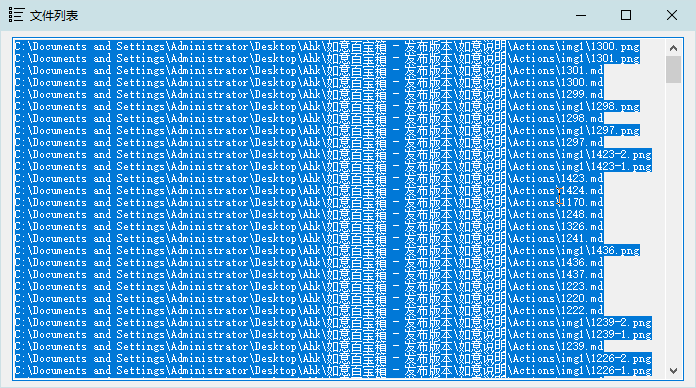 文件列表
C:\Documents and Settings\Administrator\Desktop\Ahk\如意百宝箱 - 发布版本\如意说明\Actions\img1\1300.png
C:\Documents and Settings\Administrator\Desktop\Ahk\如意百宝箱 - 发布版本\如意说明\Actions\img1\1301.png
C:\Documents and Settings\Administrator\Desktop\Ahk\如意百宝箱 - 发布版本\如意说明\Actions\1301.md
C:\Documents and Settings\Administrator\Desktop\Ahk\如意百宝箱 - 发布版本\如意说明\Actions\1300.md
C:\Documents and Settings\Administrator\Desktop\Ahk\如意百宝箱 - 发布版本\如意说明\Actions\1299.md
C:\Documents and Settings\Administrator\Desktop\Ahk\如意百宝箱 - 发布版本\如意说明\Actions\img1\1298.png
C:\Documents and Settings\Administrator\Desktop\Ahk\如意百宝箱 - 发布版本\如意说明\Actions\1298.md
C:\Documents and Settings\Administrator\Desktop\Ahk\如意百宝箱 - 发布版本\如意说明\Actions\img1\1297.png
C:\Documents and Settings\Administrator\Desktop\Ahk\如意百宝箱 - 发布版本\如意说明\Actions\1297.md
C:\Documents and Settings\Administrator\Desktop\Ahk\如意百宝箱 - 发布版本\如意说明\Actions\img1\1423-2.png
C:\Documents and Settings\Administrator\Desktop\Ahk\如意百宝箱 - 发布版本\如意说明\Actions\img1\1423-1.png
C:\Documents and Settings\Administrator\Desktop\Ahk\如意百宝箱 - 发布版本\如意说明\Actions\1423.md
C:\Documents and Settings\Administrator\Desktop\Ahk\如意百宝箱 - 发布版本\如意说明\Actions\1424.md
C:\Documents and Settings\Administrator\Desktop\Ahk\如意百宝箱 - 发布版本\如意说明\Actions\1170.md
C:\Documents and Settings\Administrator\Desktop\Ahk\如意百宝箱 - 发布版本\如意说明\Actions\1248.md
C:\Documents and Settings\Administrator\Desktop\Ahk\如意百宝箱 - 发布版本\如意说明\Actions\1326.md
C:\Documents and Settings\Administrator\Desktop\Ahk\如意百宝箱 - 发布版本\如意说明\Actions\1241.md
C:\Documents and Settings\Administrator\Desktop\Ahk\如意百宝箱 - 发布版本\如意说明\Actions\img1\1436.png
C:\Documents and Settings\Administrator\Desktop\Ahk\如意百宝箱 - 发布版本\如意说明\Actions\1436.md
C:\Documents and Settings\Administrator\Desktop\Ahk\如意百宝箱 - 发布版本\如意说明\Actions\1437.md
C:\Documents and Settings\Administrator\Desktop\Ahk\如意百宝箱 - 发布版本\如意说明\Actions\1223.md
C:\Documents and Settings\Administrator\Desktop\Ahk\如意百宝箱 - 发布版本\如意说明\Actions\1220.md
C:\Documents and Settings\Administrator\Desktop\Ahk\如意百宝箱 - 发布版本\如意说明\Actions\1222.md
C:\Documents and Settings\Administrator\Desktop\Ahk\如意百宝箱 - 发布版本\如意说明\Actions\img1\1239-2.png
C:\Documents and Settings\Administrator\Desktop\Ahk\如意百宝箱 - 发布版本\如意说明\Actions\img1\1239-1.png
C:\Documents and Settings\Administrator\Desktop\Ahk\如意百宝箱 - 发布版本\如意说明\Actions\1239.md
C:\Documents and Settings\Administrator\Desktop\Ahk\如意百宝箱 - 发布版本\如意说明\Actions\img1\1226-2.png
C:\Documents and Settings\Administrator\Desktop\Ahk\如意百宝箱 - 发布版本\如意说明\Actions\img1\1226-1.png